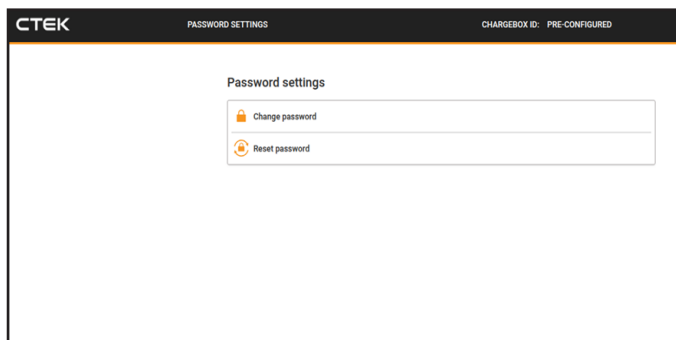 CTEK
PASSWORD SETTINGS
CHARGEBOX ID: PRE-CONFIGURED
Password settings
Change password
Reset password